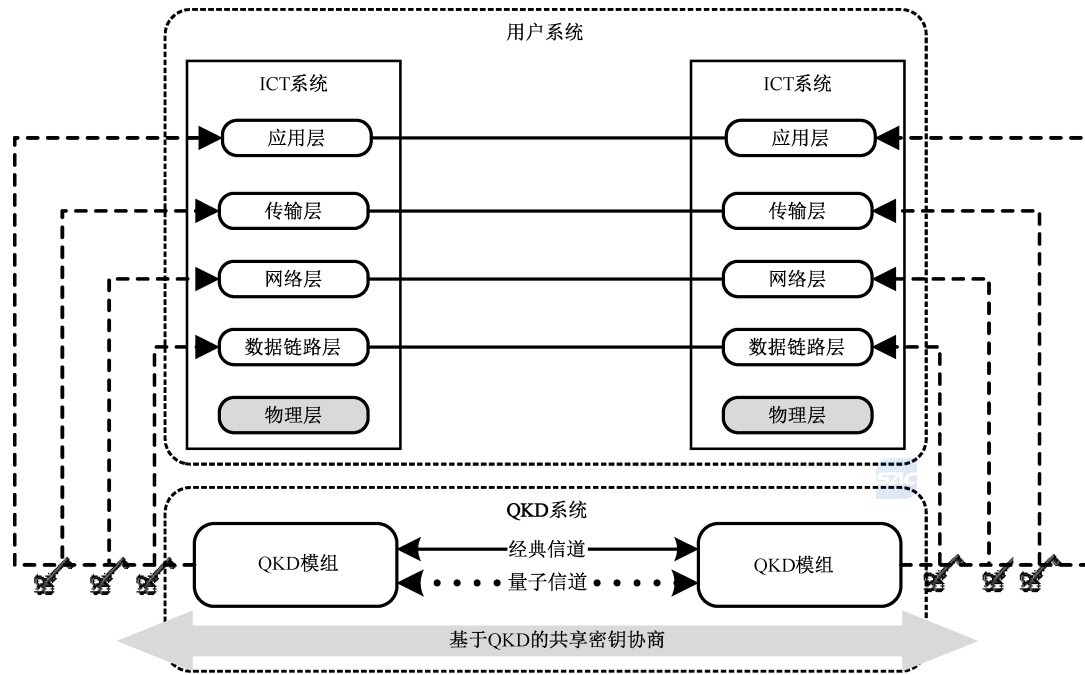 用户系统
ICT系统 ICT系统
应用层 应用层
传输层 传输层
网络层 网络层
数据链路层 数据链路层
物理层 物理层
SAC
QKD系统
QKD模组 经典信道 QKD模组
量子信道
基于QKD的共享密钥协商